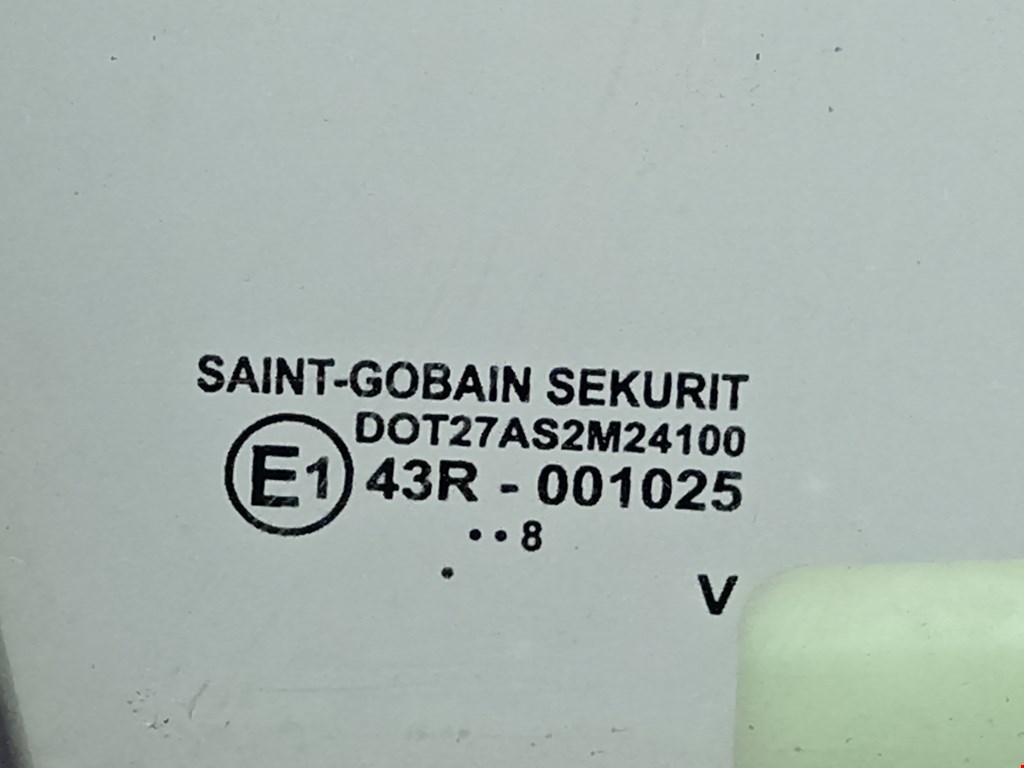 SAINT-GOBAIN SEKURIT
DOT27AS2M24100
E1 43R - 001025
..8
.
V